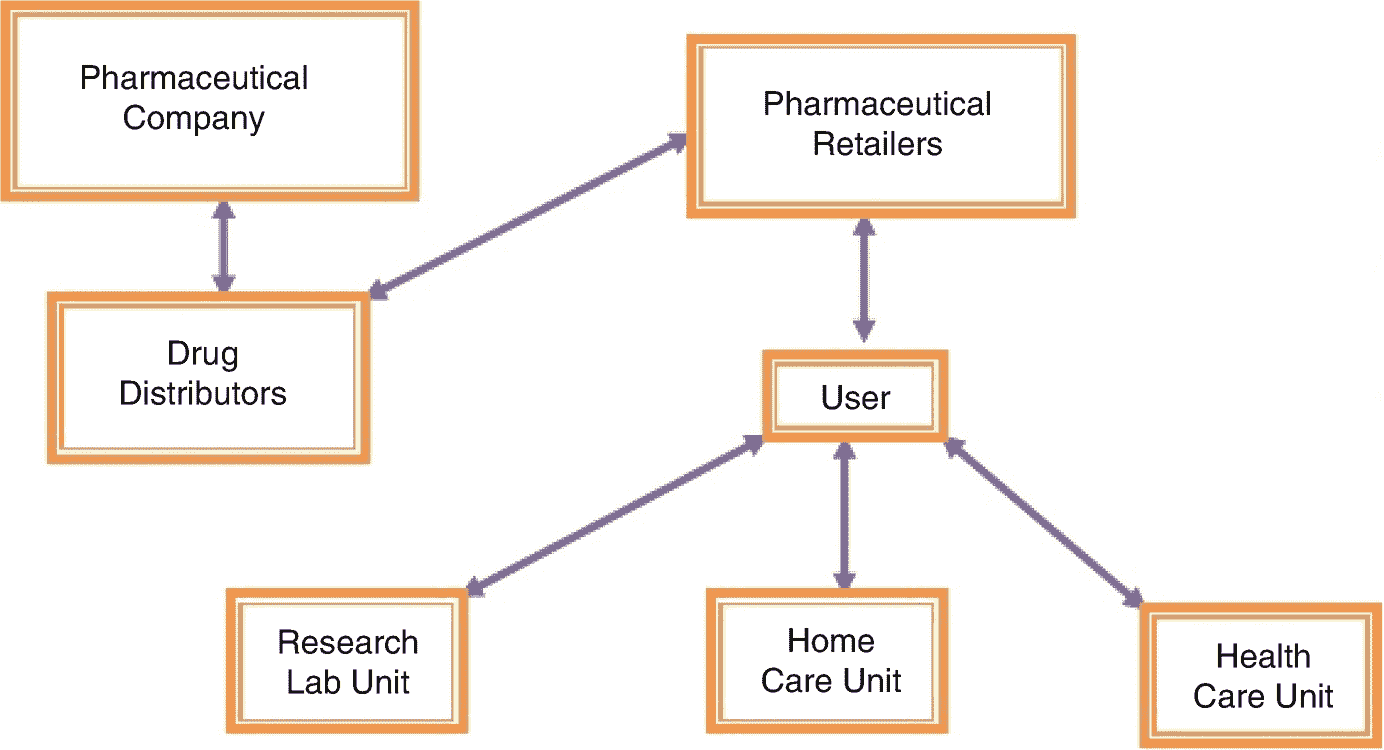 Pharmaceutical
Company
Pharmaceutical
Retailers
Drug
Distributors
User
Research
Lab Unit
Home
Care Unit
Health
Care Unit